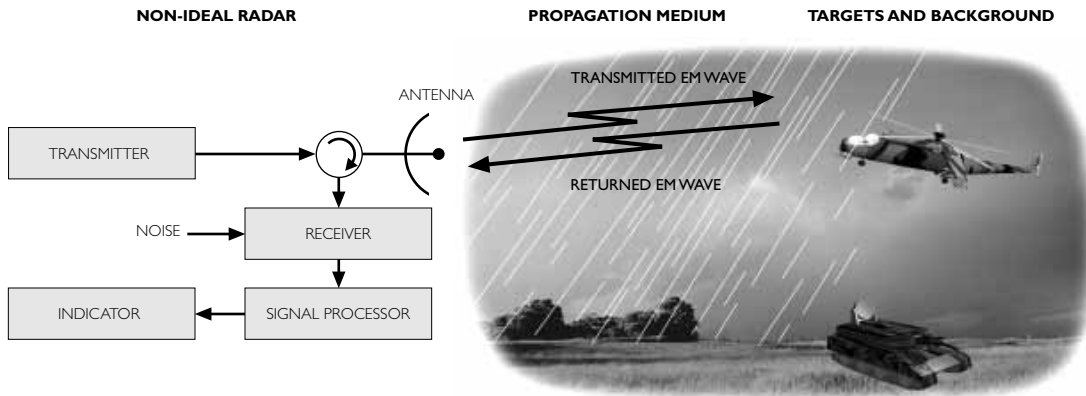 NON-IDEAL RADAR
PROPAGATION MEDIUM
TARGETS AND BACKGROUND
TRANSMITTED EM WAVE
ANTENNA
TRANSMITTER
RETURNED EM WAVE
NOISE
RECEIVER
INDICATOR
SIGNAL PROCESSOR